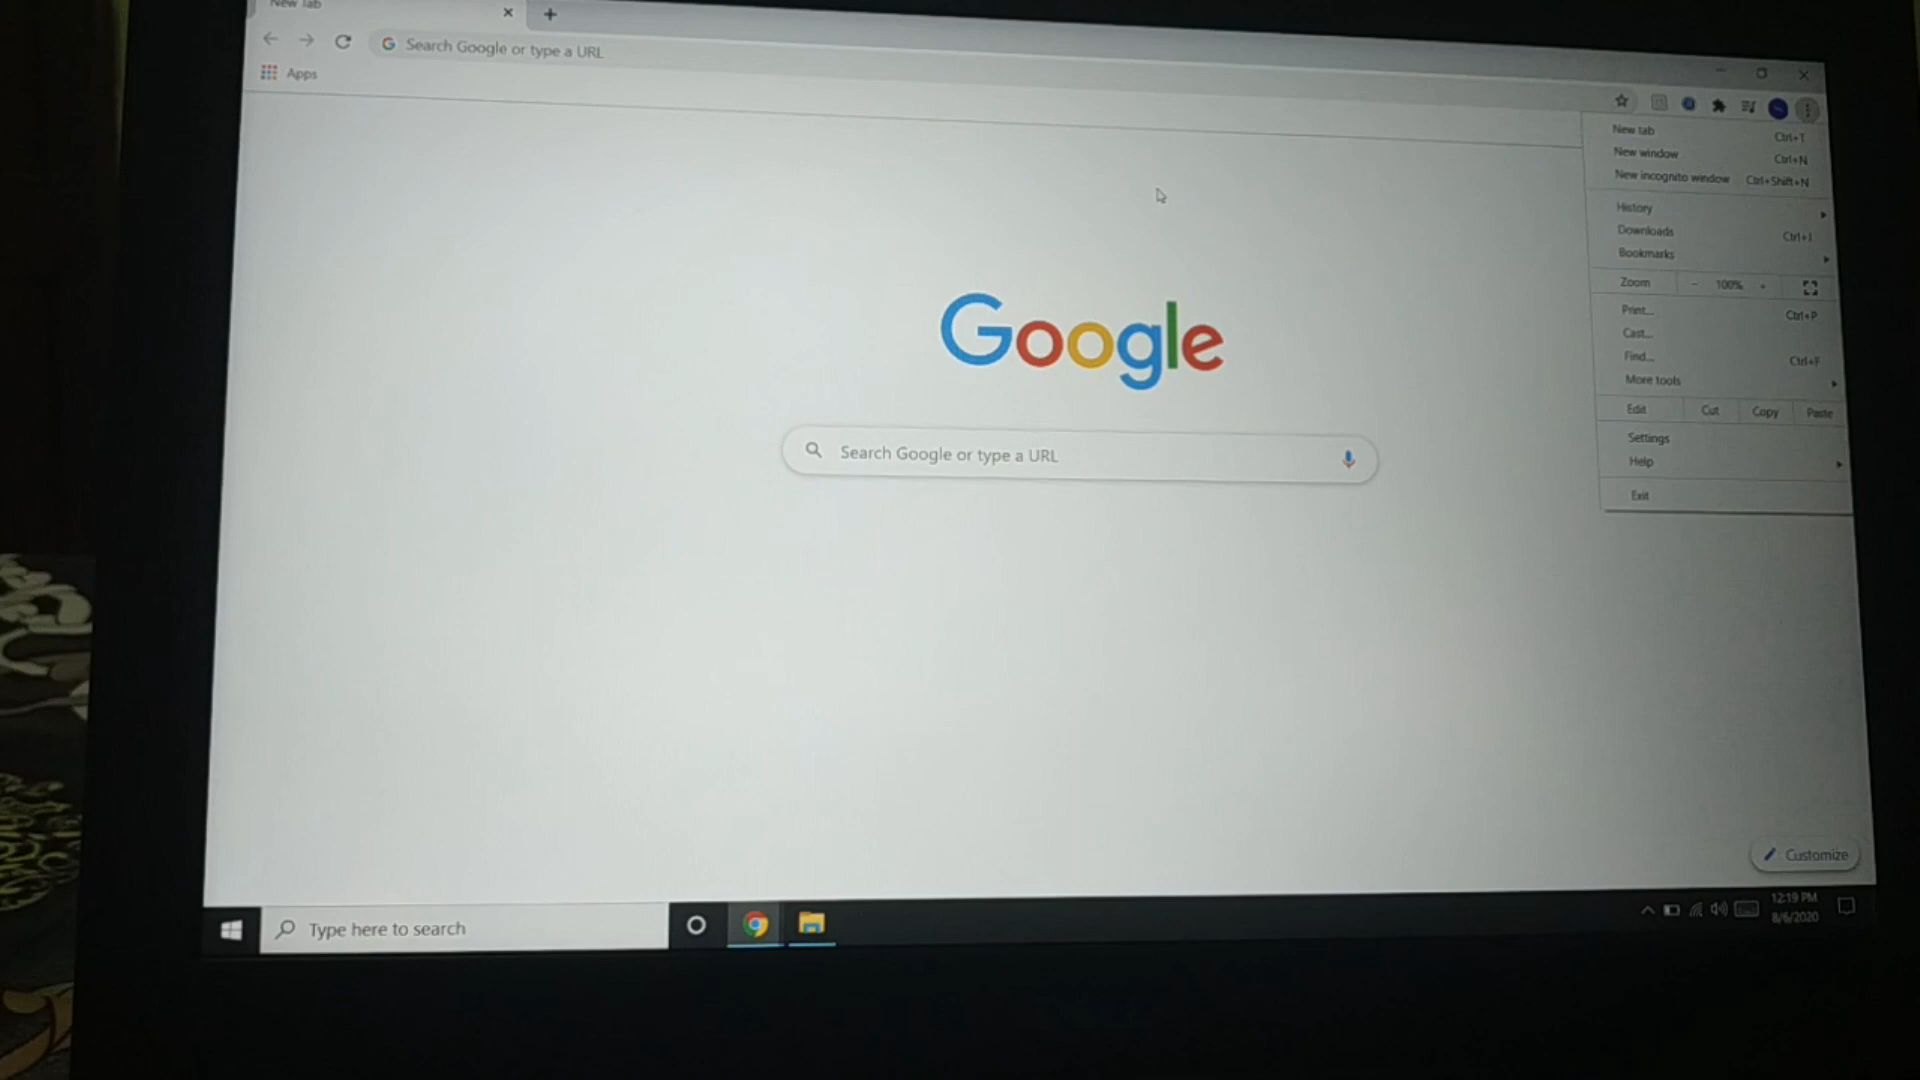 New Tab
Search Google or type a URL
Apps
New tab Ctrl+T
New window Ctrl+N
New incognito window Ctrl+Shift+N
History
Downloads Ctrl+J
Bookmarks
Zoom - 100% +
Print... Ctrl+P
Cast...
Find... Ctrl+F
More tools
Edit Cut Copy Paste
Settings
Help
Exit
Google
Search Google or type a URL
Customize
Type here to search
12:19 PM
8/6/2020